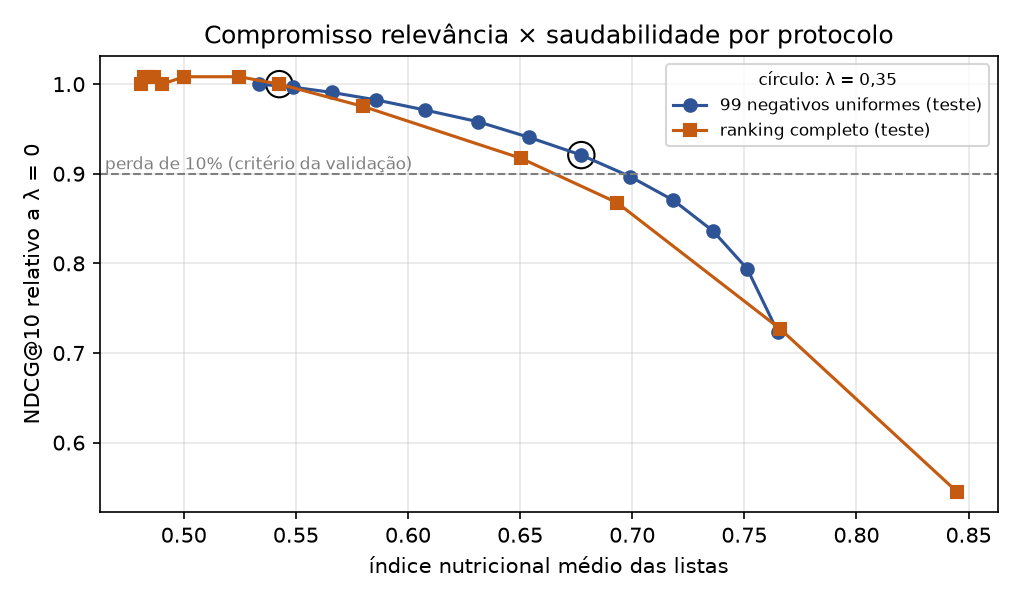 Compromisso relevância × saudabilidade por protocolo
círculo: λ = 0,35
99 negativos uniformes (teste)
ranking completo (teste)
perda de 10% (critério da validação)
NDCG@10 relativo a λ = 0
1.0
0.9
0.8
0.7
0.6
0.50 0.55 0.60 0.65 0.70 0.75 0.80 0.85
índice nutricional médio das listas